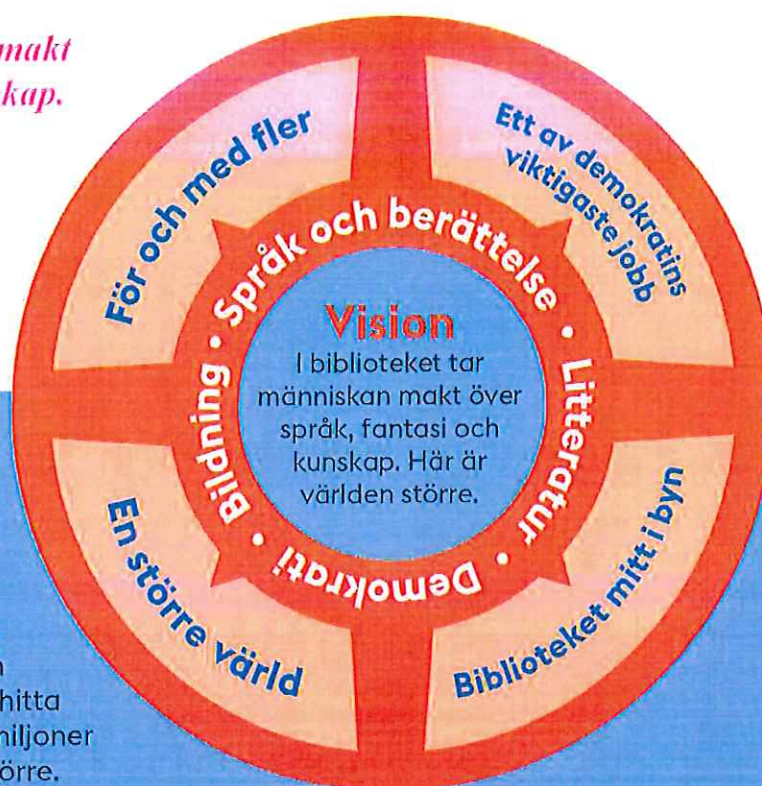 makt
kap.
För och med fler
Ett av demokratins
viktigaste jobb
Språk och berättelse • Litteratur • Demokrati • Bildning •
Vision
I biblioteket tar
människan makt över
språk, fantasi och
kunskap. Här är
världen större.
En större värld
Biblioteket mitt i byn
hitta
miljoner
örre.